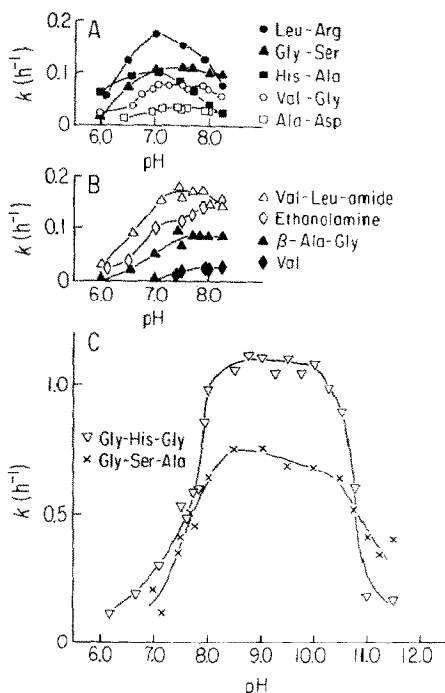 A
k (h⁻¹)
0.2
0.1
0
6.0 7.0 8.0
pH
Leu-Arg
Gly-Ser
His-Ala
Val-Gly
Ala-Asp
B
k (h⁻¹)
0.2
0.1
0
6.0 7.0 8.0
pH
Val-Leu-amide
Ethanolamine
β-Ala-Gly
Val
C
k (h⁻¹)
1.0
0.5
0
Gly-His-Gly
Gly-Ser-Ala
6.0 7.0 8.0 9.0 10.0 11.0 12.0
pH